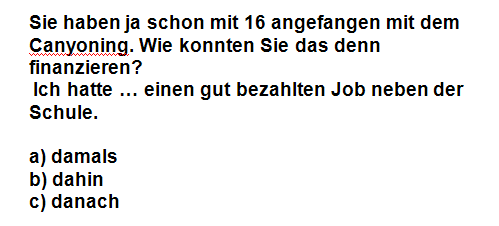 Sie haben ja schon mit 16 angefangen mit dem
Canyoning. Wie konnten Sie das denn
finanzieren?
Ich hatte … einen gut bezahlten Job neben der
Schule.
a) damals
b) dahin
c) danach